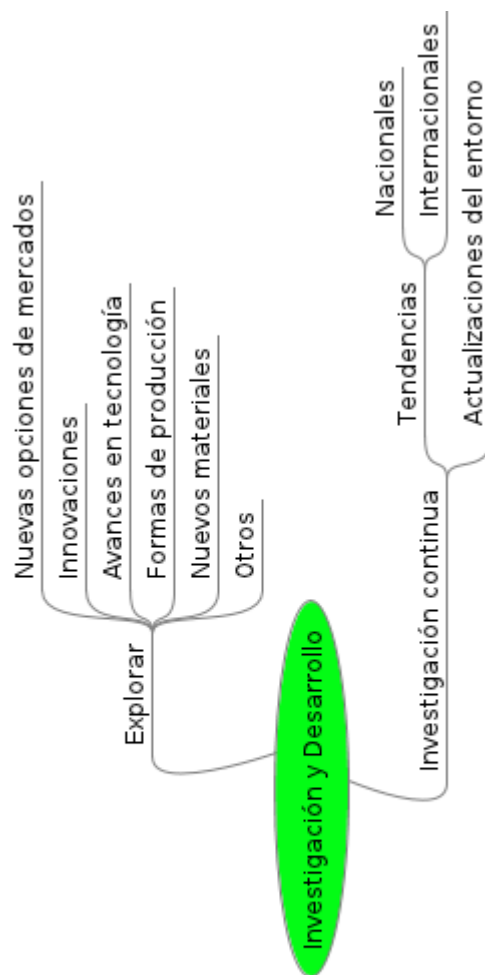 Investigación y Desarrollo
Explorar
Nuevas opciones de mercados
Innovaciones
Avances en tecnología
Formas de producción
Nuevos materiales
Otros
Investigación continua
Tendencias
Nacionales
Internacionales
Actualizaciones del entorno